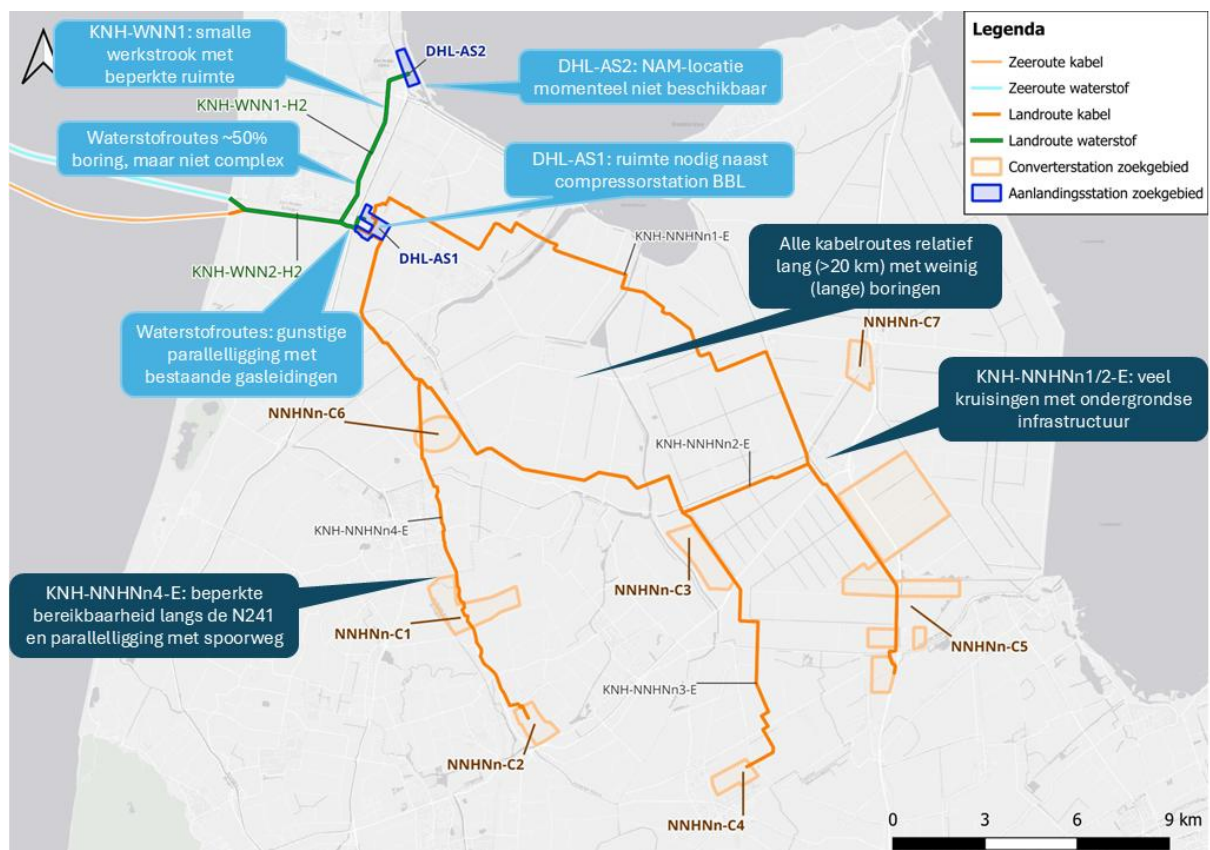 KNH-WNN1: smalle
werkstrook met
beperkte ruimte
DHL-AS2
DHL-AS2: NAM-locatie
momenteel niet beschikbaar
KNH-WNN1-H2
Waterstofroutes ~50%
boring, maar niet complex
DHL-AS1: ruimte nodig naast
compressorstation BBL
Legenda
Zeeroute kabel
Zeeroute waterstof
Landroute kabel
Landroute waterstof
Converterstation zoekgebied
Aanlandingsstation zoekgebied
KNH-NNHNn1-E
DHL-AS1
KNH-WNN2-H2
Alle kabelroutes relatief
lang (>20 km) met weinig
(lange) boringen
Waterstofroutes: gunstige
parallelligging met
bestaande gasleidingen
NNHNn-C7
KNH-NNHNn1/2-E: veel
kruisingen met ondergrondse
infrastructuur
NNHNn-C6
KNH-NNHNn2-E
KNH-NNHNn4-E
KNH-NNHNn4-E: beperkte
bereikbaarheid langs de N241
en parallelligging met spoorweg
NNHNn-C3
NNHNn-C1
NNHNn-C5
KNH-NNHNn3-E
NNHNn-C2
NNHNn-C4
0 3 6 9 km